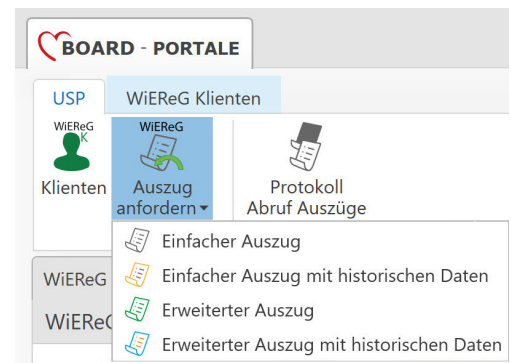 BOARD - PORTALE
USP WiEReG Klienten
WiEReG
K
Klienten
WiEReG
Auszug
anfordern
Protokoll
Abruf Auszüge
Einfacher Auszug
Einfacher Auszug mit historischen Daten
Erweiterter Auszug
Erweiterter Auszug mit historischen Daten
WiEReG
WiEReG